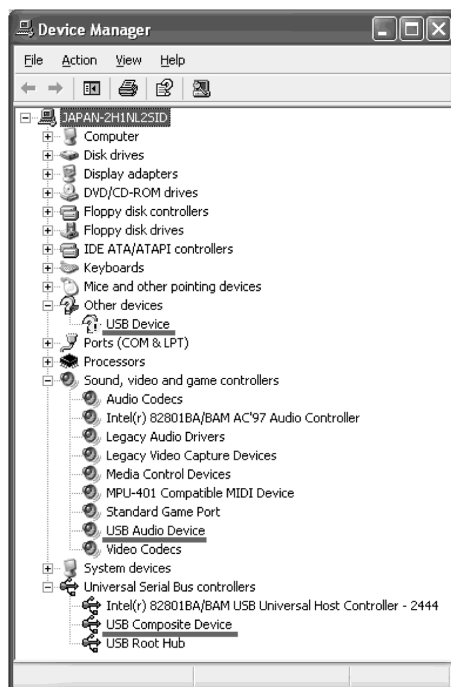 Device Manager
File Action View Help
JAPAN-2H1NL2SID
Computer
Disk drives
Display adapters
DVD/CD-ROM drives
Floppy disk controllers
Floppy disk drives
IDE ATA/ATAPI controllers
Keyboards
Mice and other pointing devices
Other devices
USB Device
Ports (COM & LPT)
Processors
Sound, video and game controllers
Audio Codecs
Intel(r) 82801BA/BAM AC'97 Audio Controller
Legacy Audio Drivers
Legacy Video Capture Devices
Media Control Devices
MPU-401 Compatible MIDI Device
Standard Game Port
USB Audio Device
Video Codecs
System devices
Universal Serial Bus controllers
Intel(r) 82801BA/BAM USB Universal Host Controller - 2444
USB Composite Device
USB Root Hub